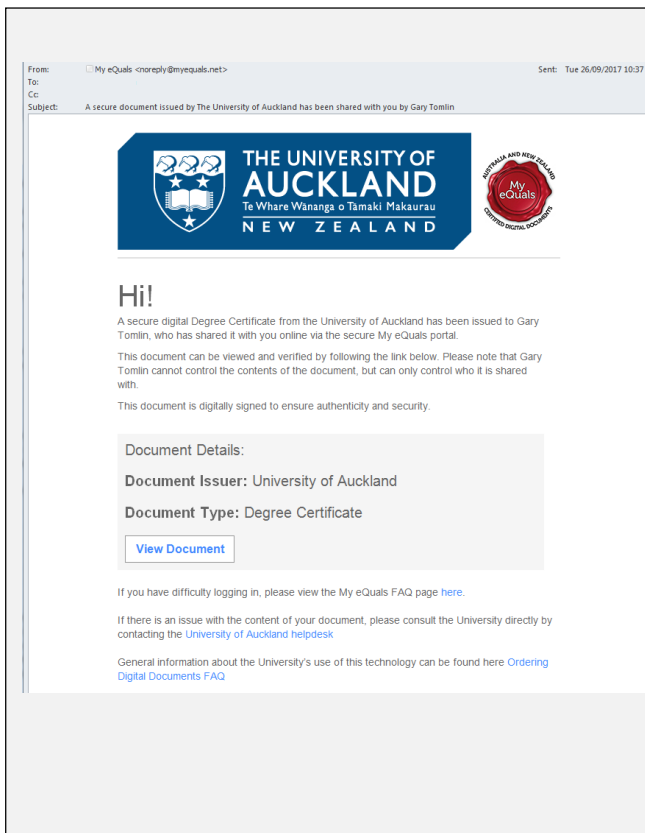 From: My eQuals <noreply@myequals.net> Sent: Tue 26/09/2017 10:37
To:
Cc:
Subject: A secure document issued by The University of Auckland has been shared with you by Gary Tomlin
THE UNIVERSITY OF
AUCKLAND
Te Whare Wānanga o Tāmaki Makaurau
NEW ZEALAND
AUSTRALIA AND NEW ZEALAND
My
eQuals
CERTIFIED DIGITAL DOCUMENTS
Hi!
A secure digital Degree Certificate from the University of Auckland has been issued to Gary
Tomlin, who has shared it with you online via the secure My eQuals portal.
This document can be viewed and verified by following the link below. Please note that Gary
Tomlin cannot control the contents of the document, but can only control who it is shared
with.
This document is digitally signed to ensure authenticity and security.
Document Details:
Document Issuer: University of Auckland
Document Type: Degree Certificate
View Document
If you have difficulty logging in, please view the My eQuals FAQ page here.
If there is an issue with the content of your document, please consult the University directly by
contacting the University of Auckland helpdesk
General information about the University's use of this technology can be found here Ordering
Digital Documents FAQ